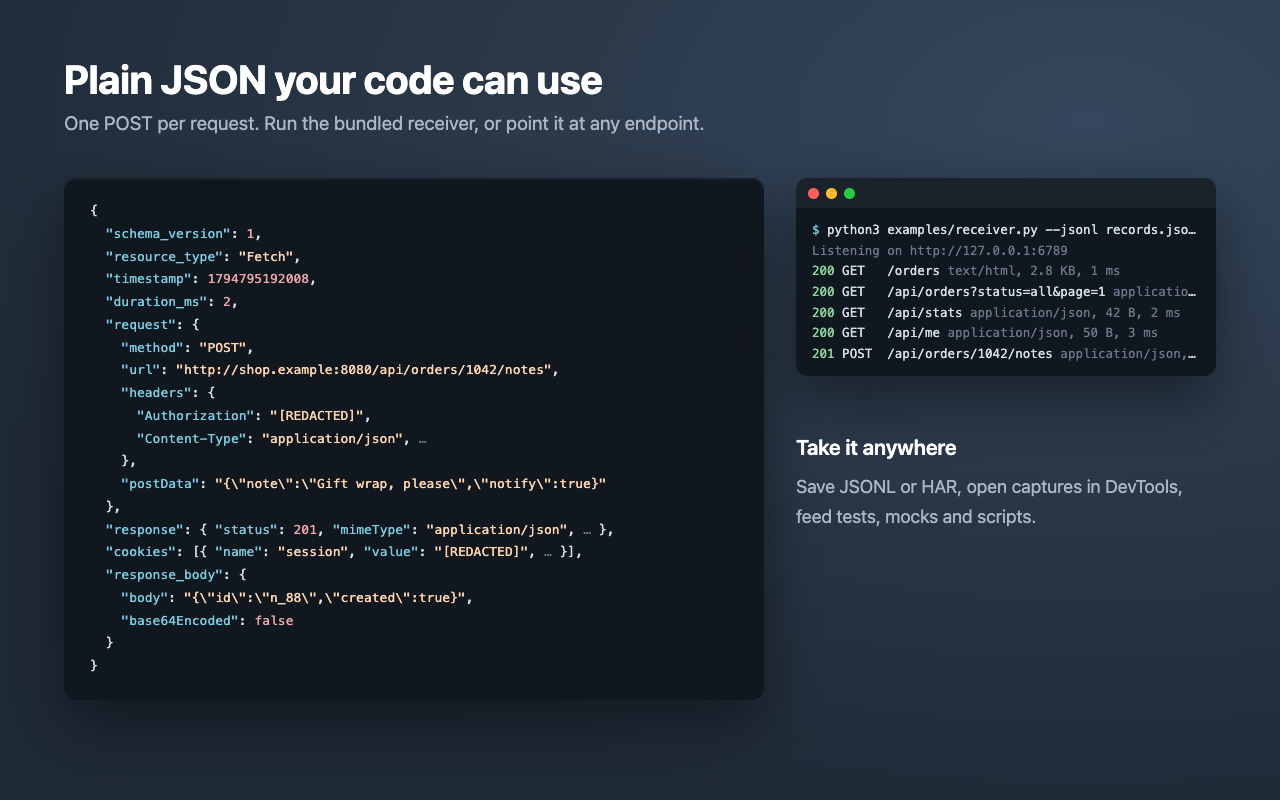 Plain JSON your code can use
One POST per request. Run the bundled receiver, or point it at any endpoint.
{
  "schema_version": 1,
  "resource_type": "Fetch",
  "timestamp": 1794795192008,
  "duration_ms": 2,
  "request": {
    "method": "POST",
    "url": "http://shop.example:8080/api/orders/1042/notes",
    "headers": {
      "Authorization": "[REDACTED]",
      "Content-Type": "application/json", …
    },
    "postData": "{\"note\":\"Gift wrap, please\",\"notify\":true}"
  },
  "response": { "status": 201, "mimeType": "application/json", … },
  "cookies": [{ "name": "session", "value": "[REDACTED]", … }],
  "response_body": {
    "body": "{\"id\":\"n_88\",\"created\":true}",
    "base64Encoded": false
  }
}
$ python3 examples/receiver.py --jsonl records.jso…
Listening on http://127.0.0.1:6789
200 GET   /orders text/html, 2.8 KB, 1 ms
200 GET   /api/orders?status=all&page=1 applicatio…
200 GET   /api/stats application/json, 42 B, 2 ms
200 GET   /api/me application/json, 50 B, 3 ms
201 POST  /api/orders/1042/notes application/json,…
Take it anywhere
Save JSONL or HAR, open captures in DevTools,
feed tests, mocks and scripts.